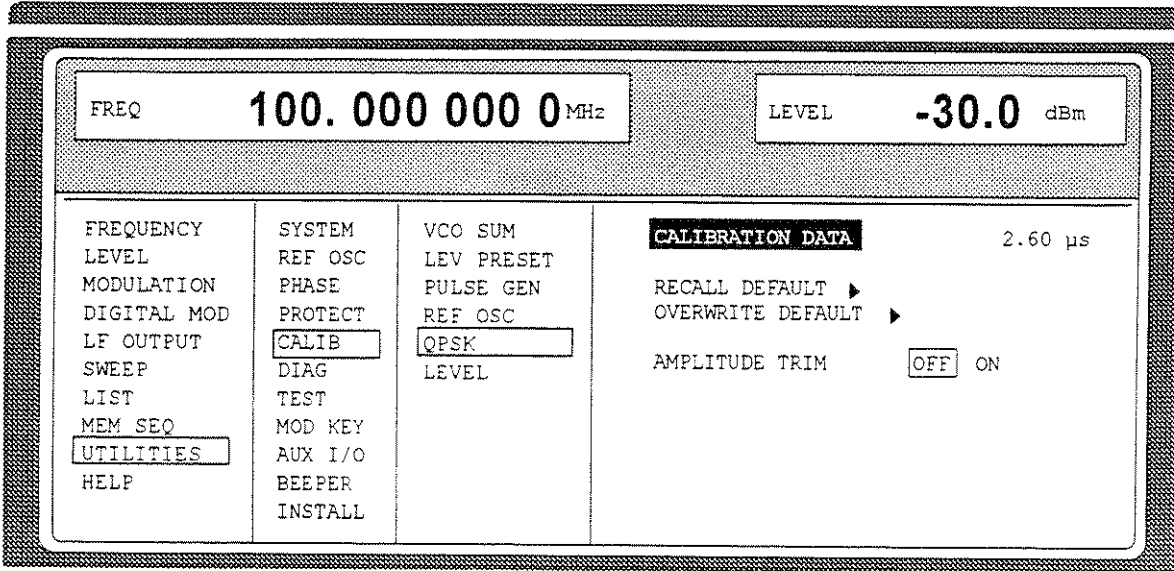 FREQ 100. 000 000 0 MHz
LEVEL -30.0 dBm
FREQUENCY
LEVEL
MODULATION
DIGITAL MOD
LF OUTPUT
SWEEP
LIST
MEM SEQ
UTILITIES
HELP
SYSTEM
REF OSC
PHASE
PROTECT
CALIB
DIAG
TEST
MOD KEY
AUX I/O
BEEPER
INSTALL
VCO SUM
LEV PRESET
PULSE GEN
REF OSC
QPSK
LEVEL
CALIBRATION DATA 2.60 µs
RECALL DEFAULT ▶
OVERWRITE DEFAULT ▶
AMPLITUDE TRIM OFF ON